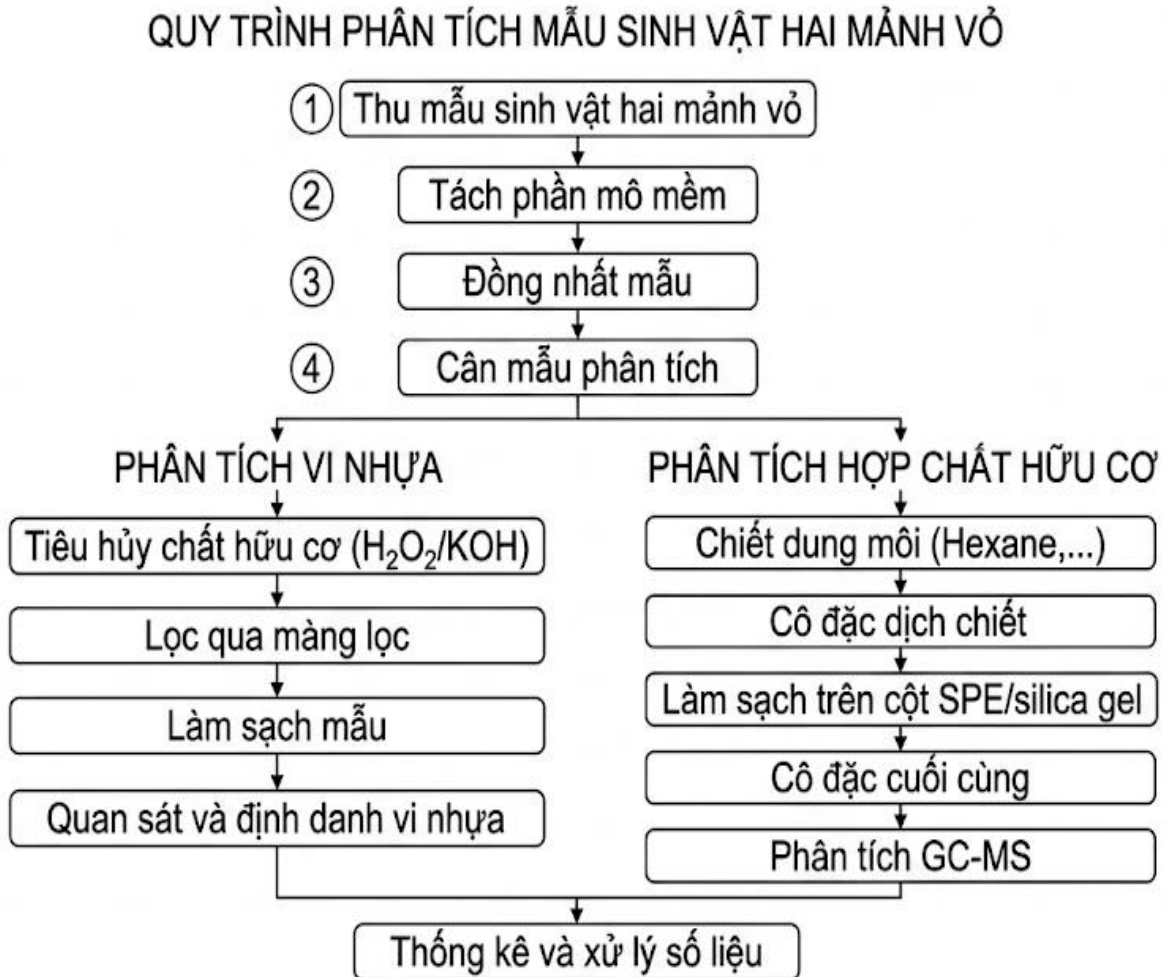 QUY TRÌNH PHÂN TÍCH MẪU SINH VẬT HAI MẢNH VỎ
1 Thu mẫu sinh vật hai mảnh vỏ
2 Tách phần mô mềm
3 Đồng nhất mẫu
4 Cân mẫu phân tích
PHÂN TÍCH VI NHỰA
Tiêu hủy chất hữu cơ (H₂O₂/KOH)
Lọc qua màng lọc
Làm sạch mẫu
Quan sát và định danh vi nhựa
PHÂN TÍCH HỢP CHẤT HỮU CƠ
Chiết dung môi (Hexane,...)
Cô đặc dịch chiết
Làm sạch trên cột SPE/silica gel
Cô đặc cuối cùng
Phân tích GC-MS
Thống kê và xử lý số liệu